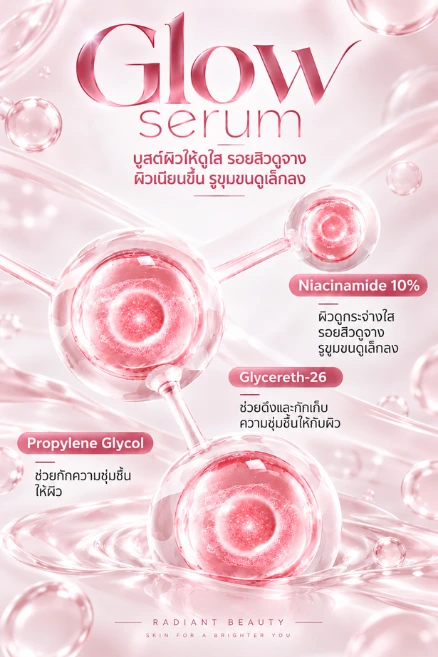 Glow
serum
บูสต์ผิวให้ดูใส รอยสิวดูจาง
ผิวเนียนขึ้น รูขุมขนดูเล็กลง
Niacinamide 10%
ผิวดูกระจ่างใส
รอยสิวดูจาง
รูขุมขนดูเล็กลง
Glycereth-26
ช่วยดึงและกักเก็บ
ความชุ่มชื้นให้กับผิว
Propylene Glycol
ช่วยกักความชุ่มชื้น
ให้ผิว
RADIANT BEAUTY
SKIN FOR A BRIGHTER YOU